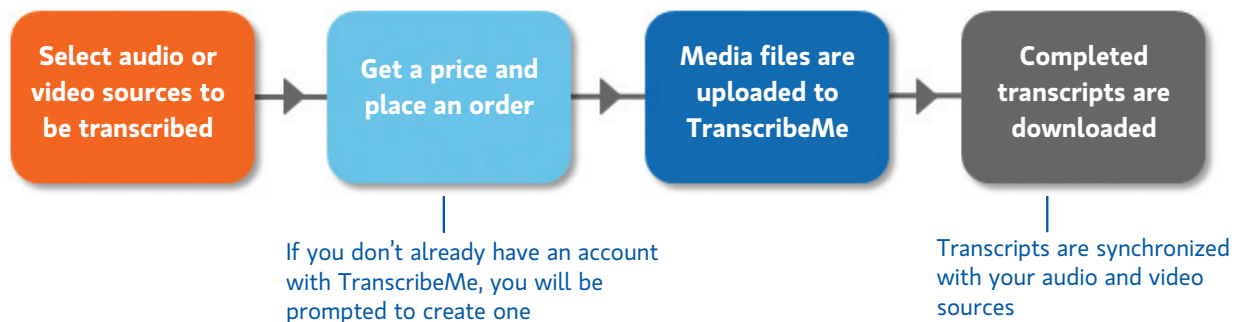 Select audio or
video sources to
be transcribed
Get a price and
place an order
Media files are
uploaded to
TranscribeMe
Completed
transcripts are
downloaded
If you don’t already have an account
with TranscribeMe, you will be
prompted to create one
Transcripts are synchronized
with your audio and video
sources